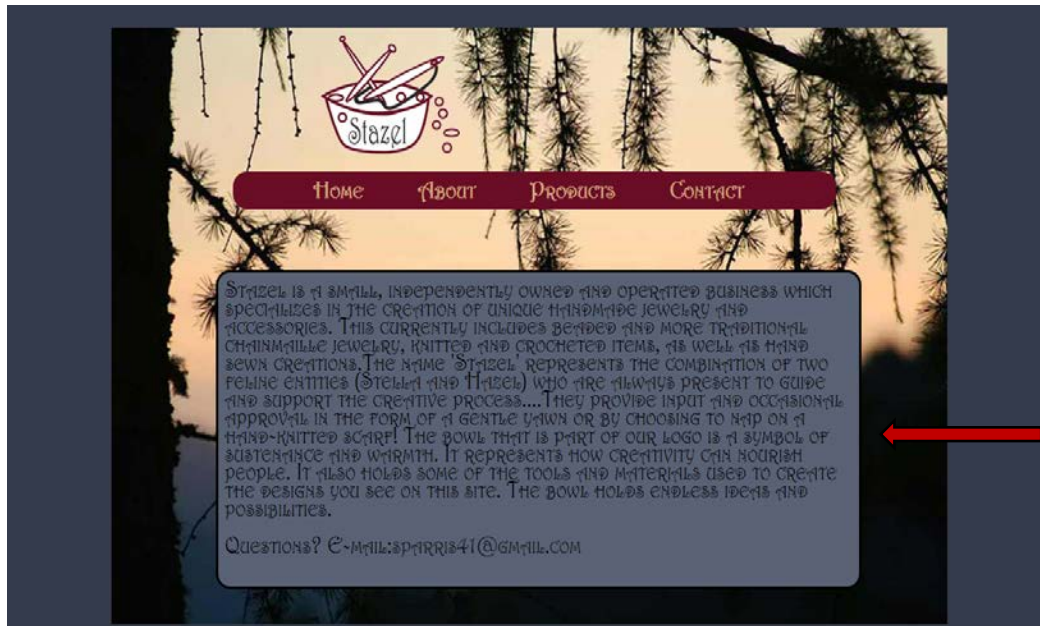 Stazel
Home About Products Contact
Stazel is a small, independently owned and operated business which
specializes in the creation of unique handmade jewelry and
accessories. This currently includes beaded and more traditional
chainmaille jewelry, knitted and crocheted items, as well as hand
sewn creations.The name 'Stazel' represents the combination of two
feline entities (Stella and Hazel) who are always present to guide
and support the creative process....They provide input and occasional
approval in the form of a gentle yawn or by choosing to nap on a
hand-knitted scarf! The bowl that is part of our logo is a symbol of
sustenance and warmth. It represents how creativity can nourish
people. It also holds some of the tools and materials used to create
the designs you see on this site. The bowl holds endless ideas and
possibilities.
Questions? E-mail:sparris41@gmail.com